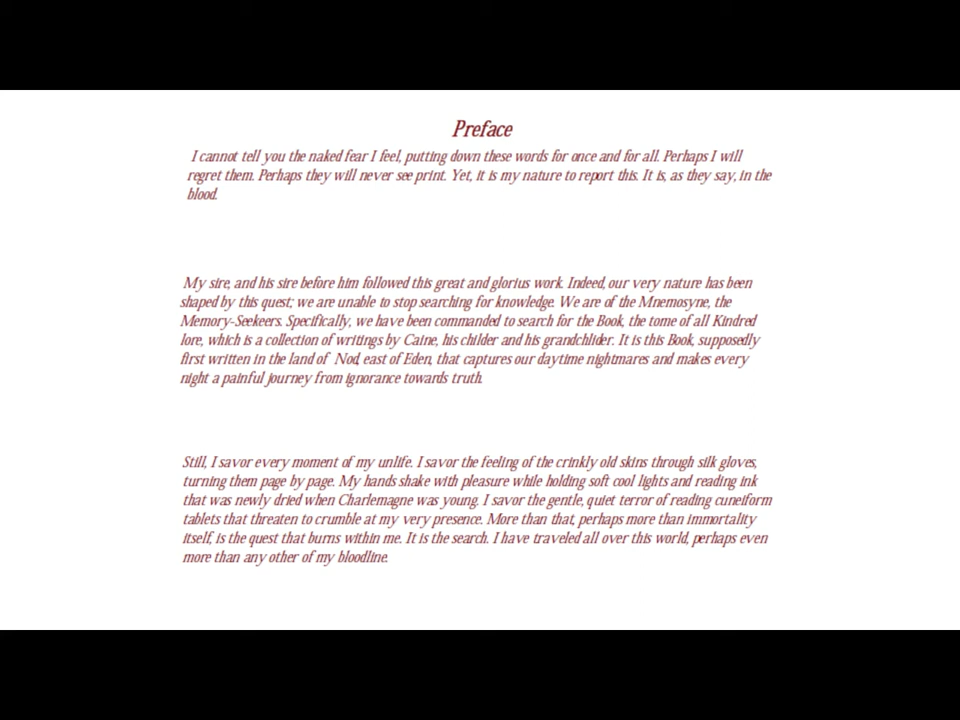 Preface
I cannot tell you the naked fear I feel, putting down these words for once and for all. Perhaps I will
regret them. Perhaps they will never see print. Yet, it is my nature to report this. It is, as they say, in the
blood.
My sire, and his sire before him followed this great and glorius work. Indeed, our very nature has been
shaped by this quest; we are unable to stop searching for knowledge. We are of the Mnemosyne, the
Memory-Seekers. Specifically, we have been commanded to search for the Book, the tome of all Kindred
lore, which is a collection of writings by Caine, his childer and his grandchlider. It is this Book, supposedly
first written in the land of Nod, east of Eden, that captures our daytime nightmares and makes every
night a painful journey from ignorance towards truth.
Still, I savor every moment of my unlife. I savor the feeling of the crinkly old skins through silk gloves,
turning them page by page. My hands shake with pleasure while holding soft cool lights and reading ink
that was newly dried when Charlemagne was young. I savor the gentle, quiet terror of reading cuneiform
tablets that threaten to crumble at my very presence. More than that, perhaps more than immortality
itself, is the quest that burns within me. It is the search. I have traveled all over this world, perhaps even
more than any other of my bloodline.